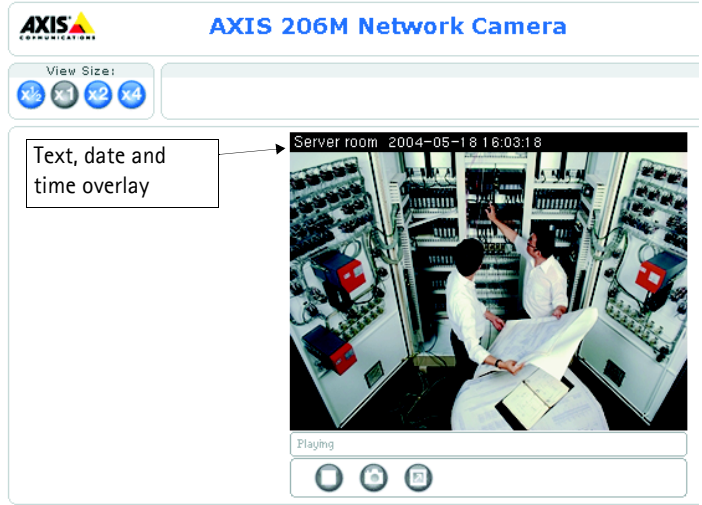 AXIS
COMMUNICATIONS
AXIS 206M Network Camera
View Size:
x½ x1 x2 x4
Text, date and
time overlay
Server room 2004-05-18 16:03:18
Playing